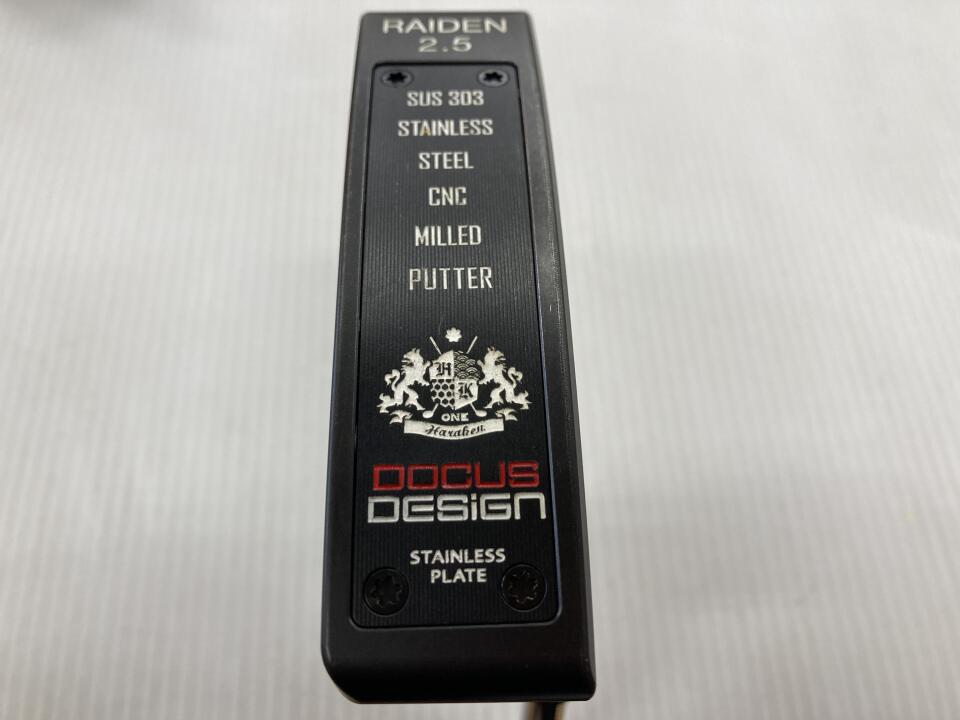 RAIDEN
2.5
SUS 303
STAINLESS
STEEL
CNC
MILLED
PUTTER
H
K
ONE
Haraken
DOCUS
DESIGN
STAINLESS
PLATE